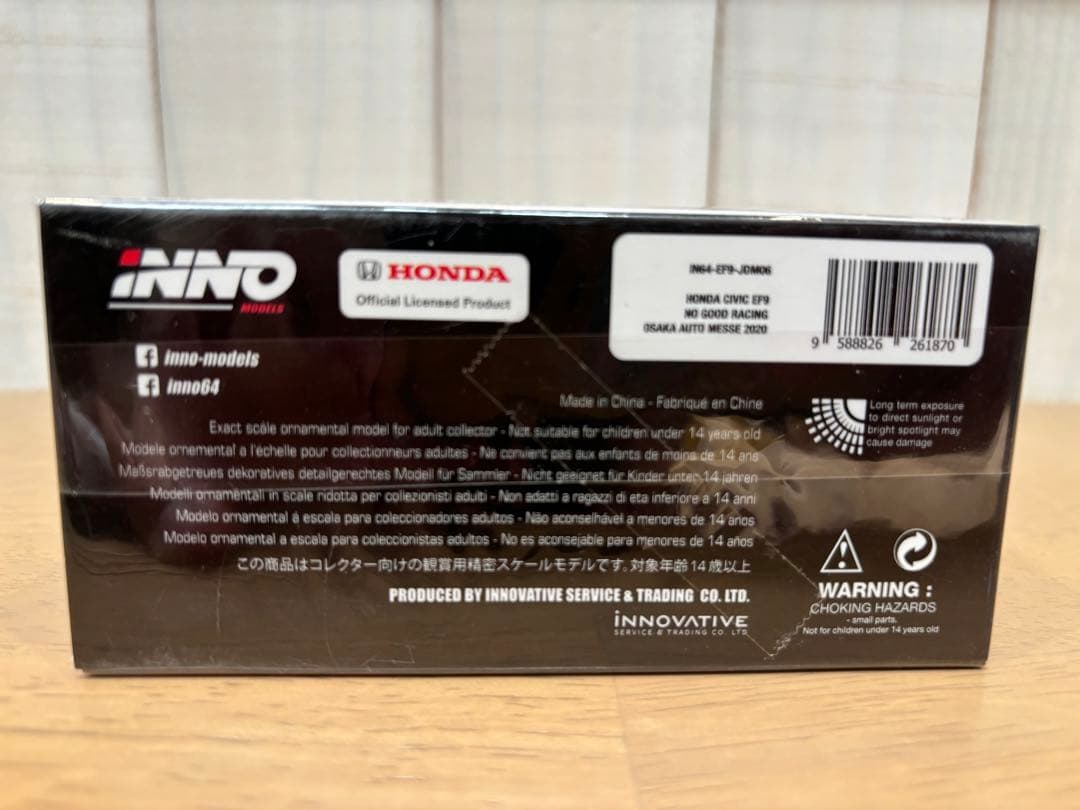 iNNO
MODELS
HONDA
Official Licensed Product
IN64-EF9-JDM06
HONDA CIVIC EF9
NO GOOD RACING
OSAKA AUTO MESSE 2020
9 588826 261870
inno-models
inno64
Made in China - Fabriqué en Chine
Exact scale ornamental model for adult collector - Not suitable for children under 14 years old
Modele ornamental a l'échelle pour collectionneurs adultes - Ne convient pas aux enfants de moins de 14 ans
Maßsrabgetreues dekoratives detailgerechtes Modell für Sammler - Nicht geeignet für Kinder unter 14 jahren
Modelli ornamentali in scale ridotta per collezionisti adulti - Non adatti a ragazzi di eta inferiore a 14 anni
Modelo ornamental á escala para coleccionadores adultos - Não aconselhável a menores de 14 anos
Modelo ornamental a escala para coleccionistas adultos - No es aconsejable para menores de 14 años
この商品はコレクター向けの観賞用精密スケールモデルです。対象年齢14歳以上
PRODUCED BY INNOVATIVE SERVICE & TRADING CO. LTD.
iNNOVATIVE
SERVICE & TRADING CO. LTD
Long term exposure
to direct sunlight or
bright spotlight may
cause damage
WARNING :
CHOKING HAZARDS
- small parts.
Not for children under 14 years old